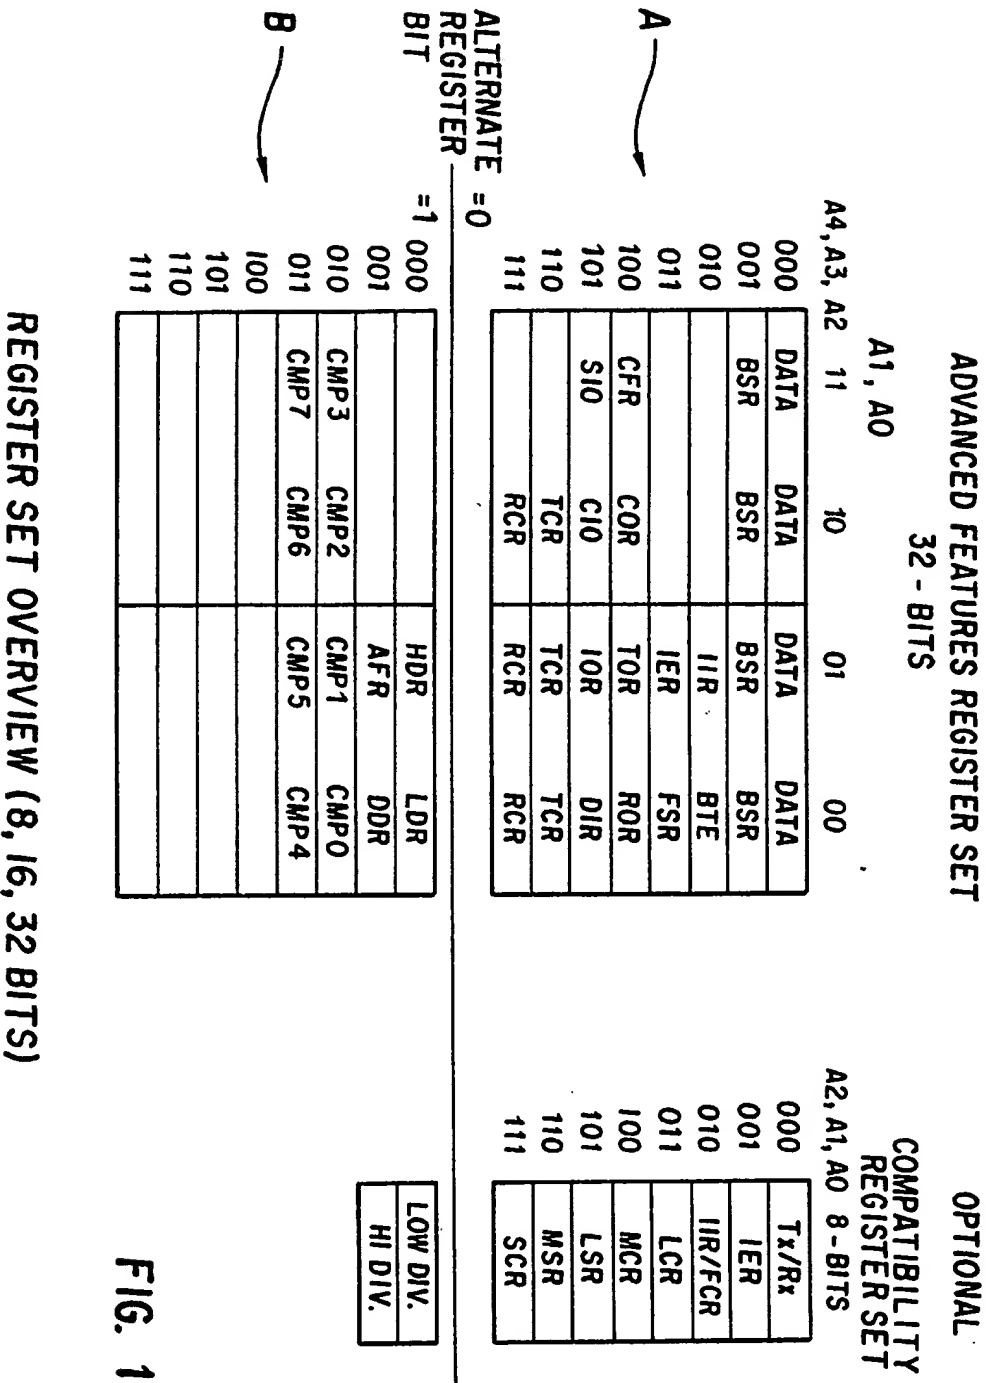 ADVANCED FEATURES REGISTER SET
32 - BITS
OPTIONAL
COMPATIBILITY
REGISTER SET
A1, A0
A4, A3, A2 11 10 01 00
A2, A1, A0 8 - BITS
A
000 DATA DATA DATA DATA
001 BSR BSR BSR BSR
010 IIR BTE
011 IER FSR
100 CFR COR TOR ROR
101 SIO CIO IOR DIR
110 TCR TCR TCR
111 RCR RCR RCR
000 Tx/Rx
001 IER
010 IIR/FCR
011 LCR
100 MCR
101 LSR
110 MSR
111 SCR
ALTERNATE =0
REGISTER
BIT =1
B
000 HDR LDR
001 AFR DDR
010 CMP3 CMP2 CMP1 CMP0
011 CMP7 CMP6 CMP5 CMP4
100
101
110
111
LOW DIV.
HI DIV.
REGISTER SET OVERVIEW (8, 16, 32 BITS)
FIG. 1